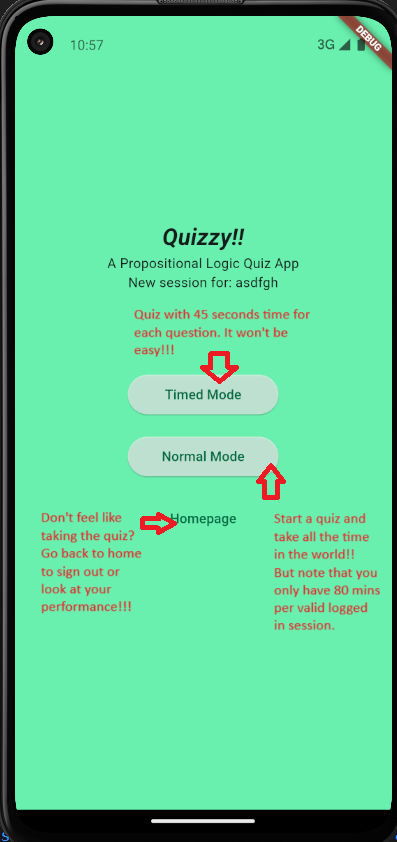 10:57
3G
DEBUG
Quizzy!!
A Propositional Logic Quiz App
New session for: asdfgh
Quiz with 45 seconds time for
each question. It won't be
easy!!!
Timed Mode
Normal Mode
Don't feel like
taking the quiz?
Go back to home
to sign out or
look at your
performance!!!
Homepage
Start a quiz and
take all the time
in the world!!
But note that you
only have 80 mins
per valid logged
in session.